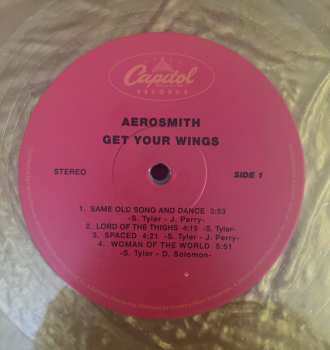 Capitol
RECORDS
AEROSMITH
GET YOUR WINGS
STEREO
SIDE 1
1. SAME OLD SONG AND DANCE 3:53
-S. Tyler - J. Perry-
2. LORD OF THE THIGHS 4:15 -S. Tyler-
3. SPACED 4:21 -S. Tyler - J. Perry-
4. WOMAN OF THE WORLD 5:51
-S. Tyler - D. Solomon-